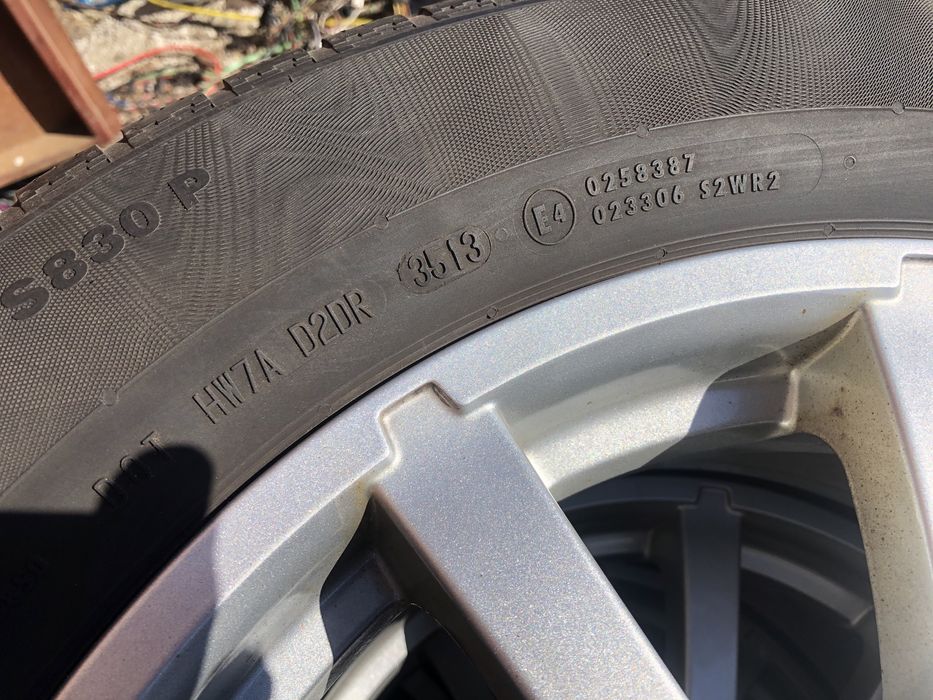 S830 P
DOT HW7A D2DR 3513
E4
0258387
023306 S2WR2